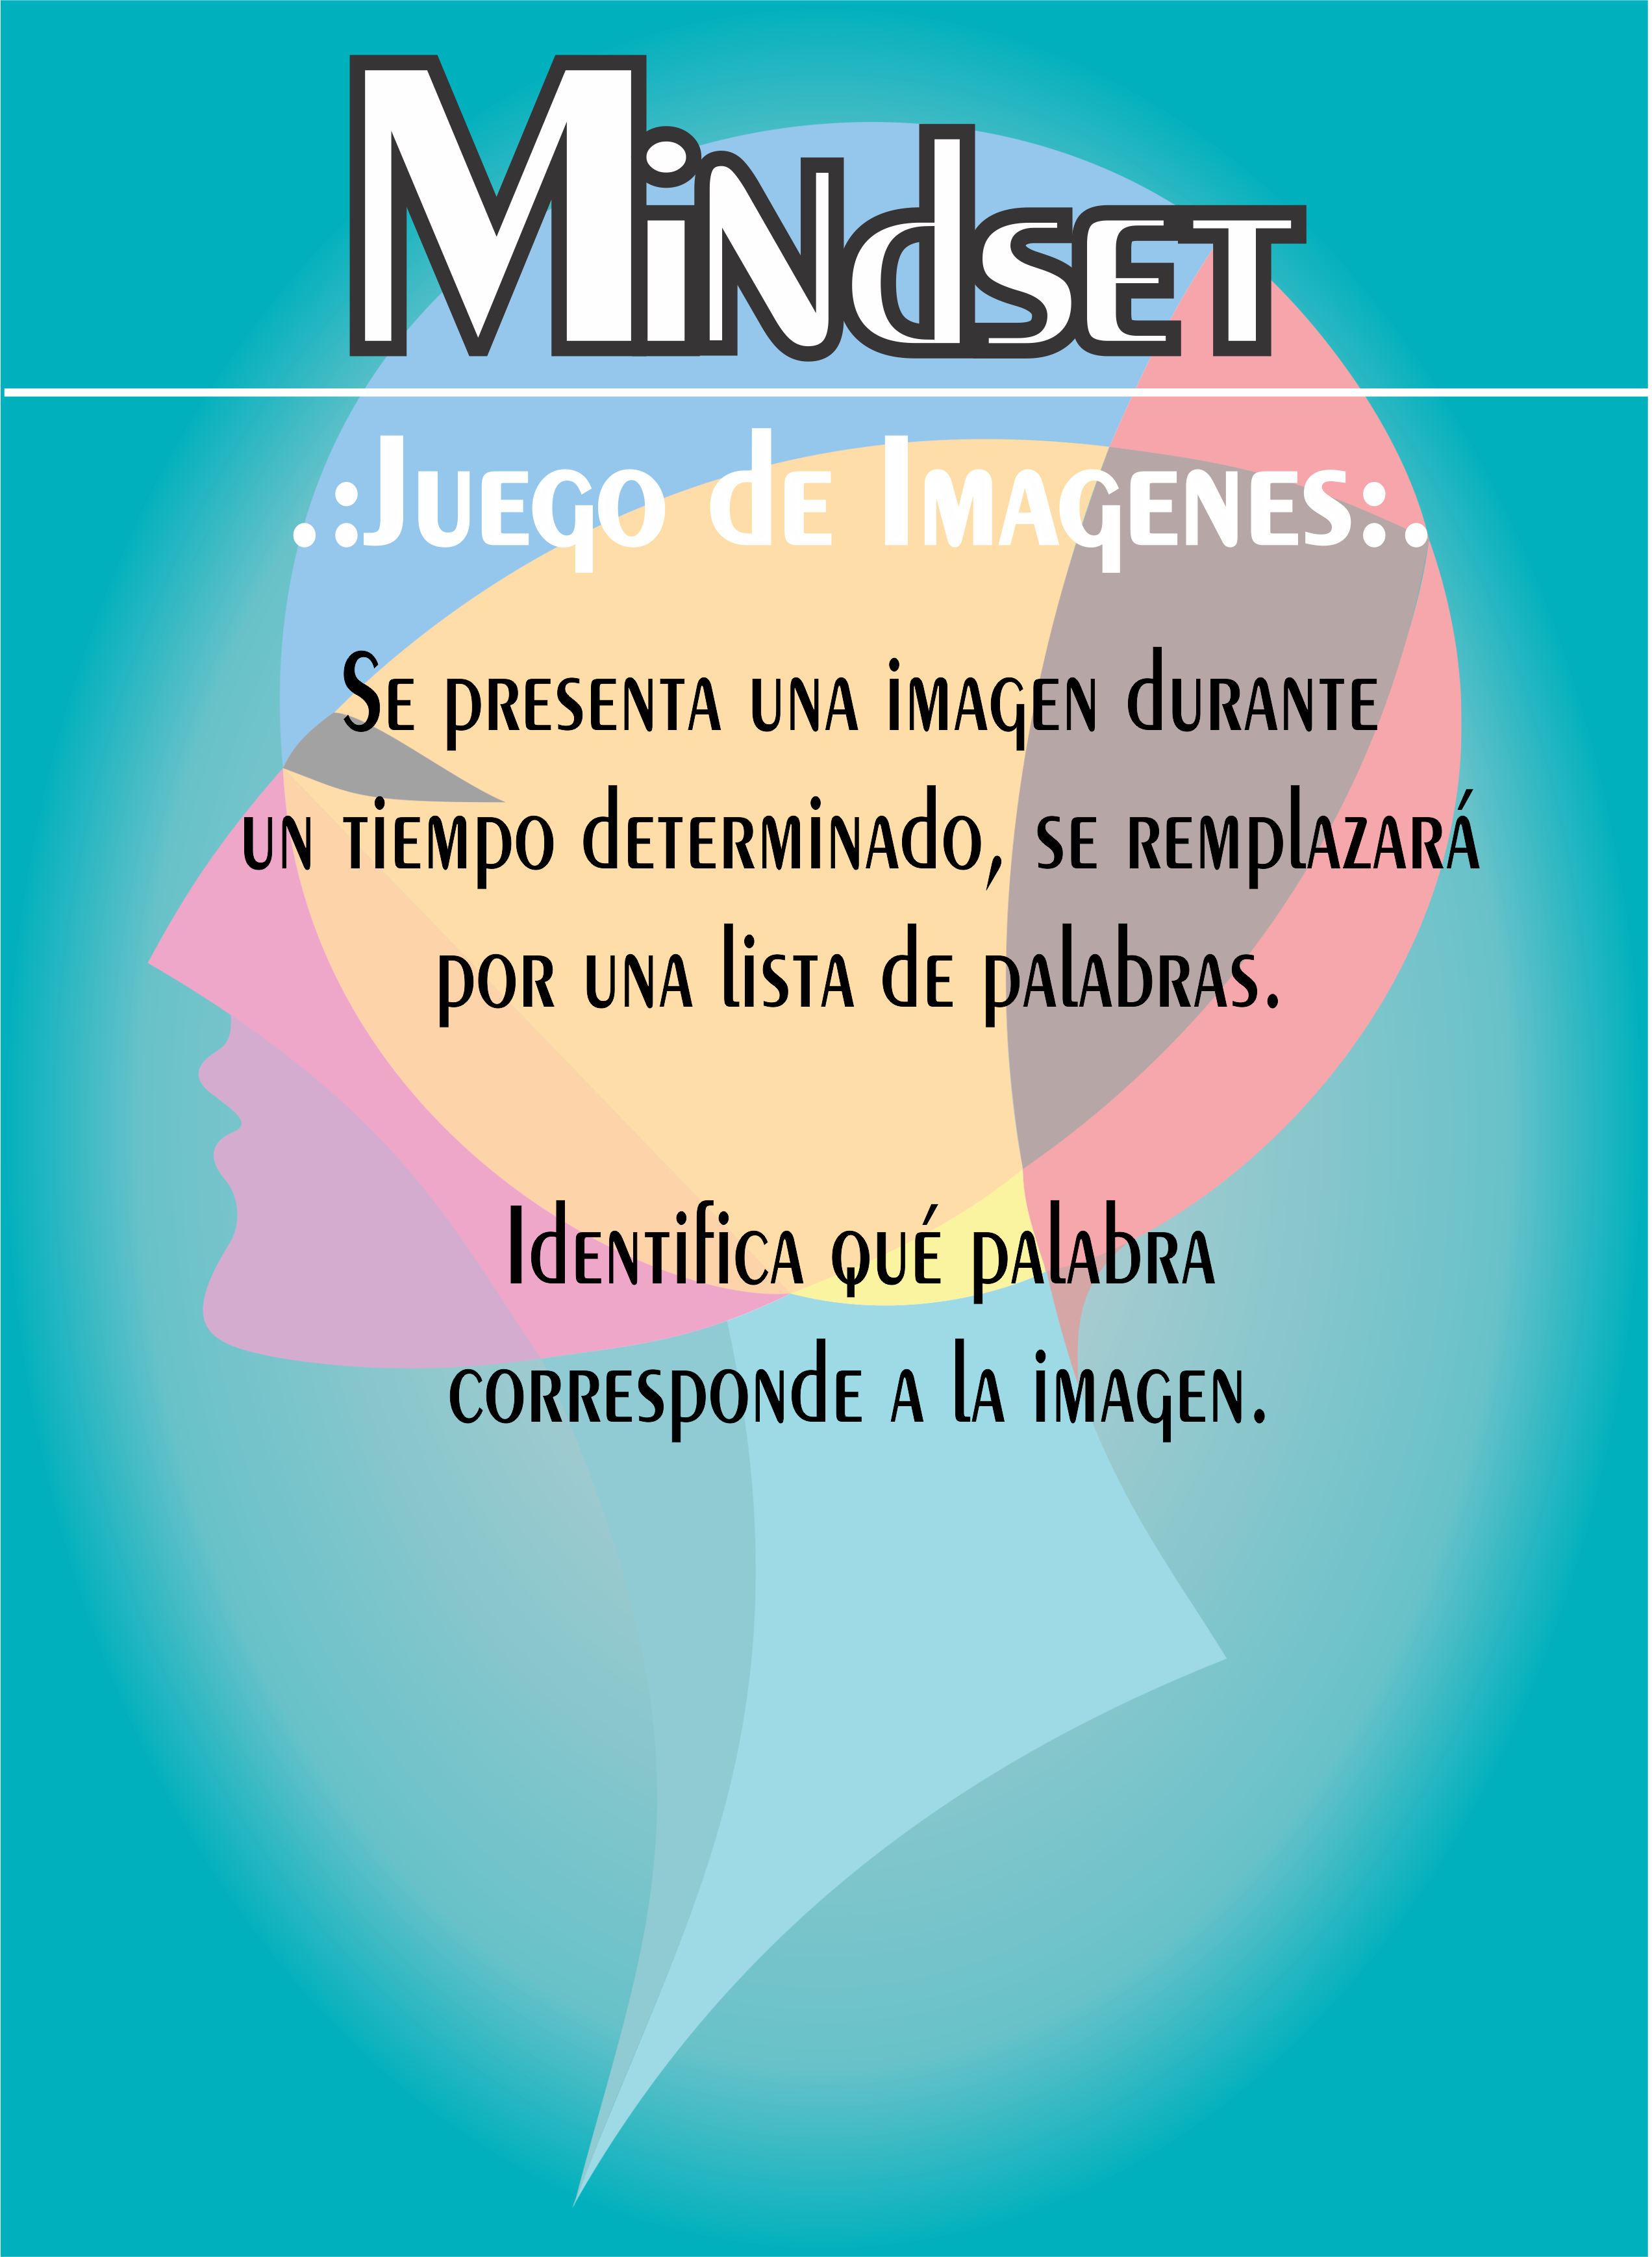 Mindset
.:Juego de Imagenes:.
Se presenta una imagen durante
un tiempo determinado, se remplazará
por una lista de palabras.
Identifica qué palabra
corresponde a la imagen.